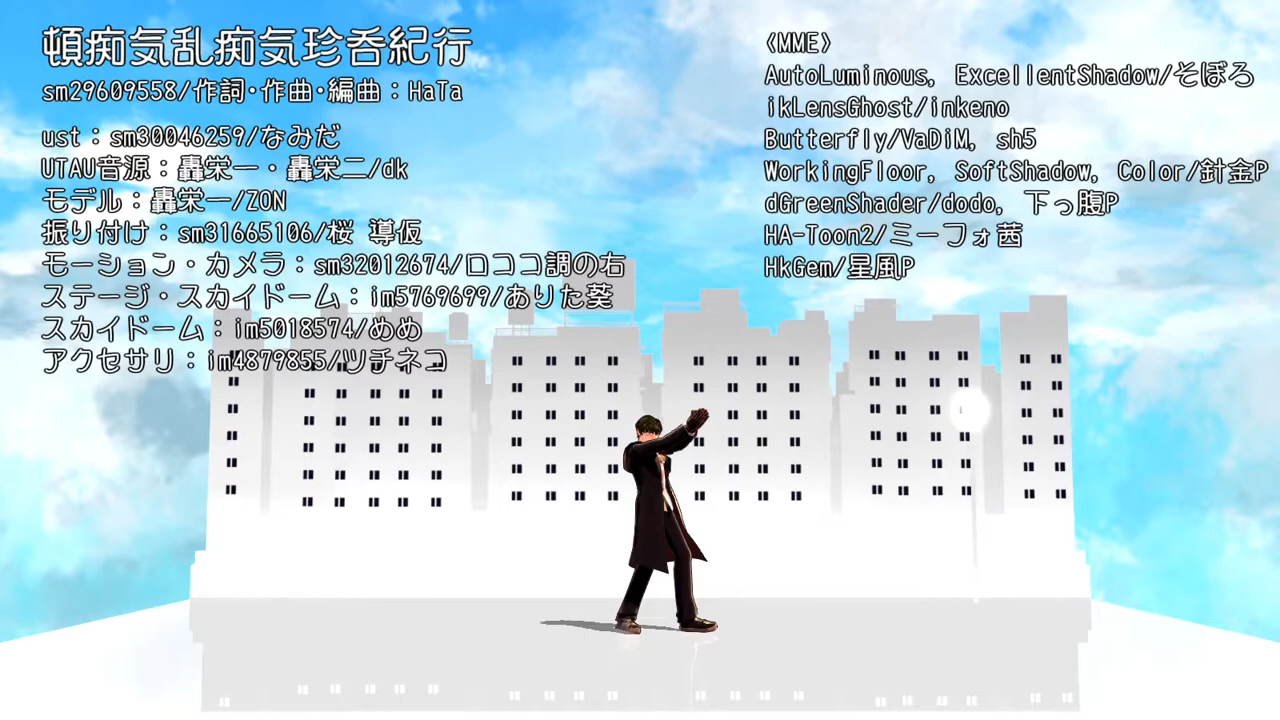 頓痴気乱痴気珍呑紀行
sm29609558/作詞・作曲・編曲：HaTa
ust：sm30046259/なみだ
UTAU音源：轟栄一・轟栄二/dk
モデル：轟栄一/ZON
振り付け：sm31665106/桜 導仮
モーション・カメラ：sm32012674/ロココ調の右
ステージ・スカイドーム：im5769699/ありた葵
スカイドーム：im5018574/めめ
アクセサリ：im4879855/ツチネコ
〈MME〉
AutoLuminous, ExcellentShadow/そぼろ
ikLensGhost/inkeno
Butterfly/VaDiM, sh5
WorkingFloor, SoftShadow, Color/針金P
dGreenShader/dodo, 下っ腹P
HA-Toon2/ミーフォ茜
HkGem/星風P